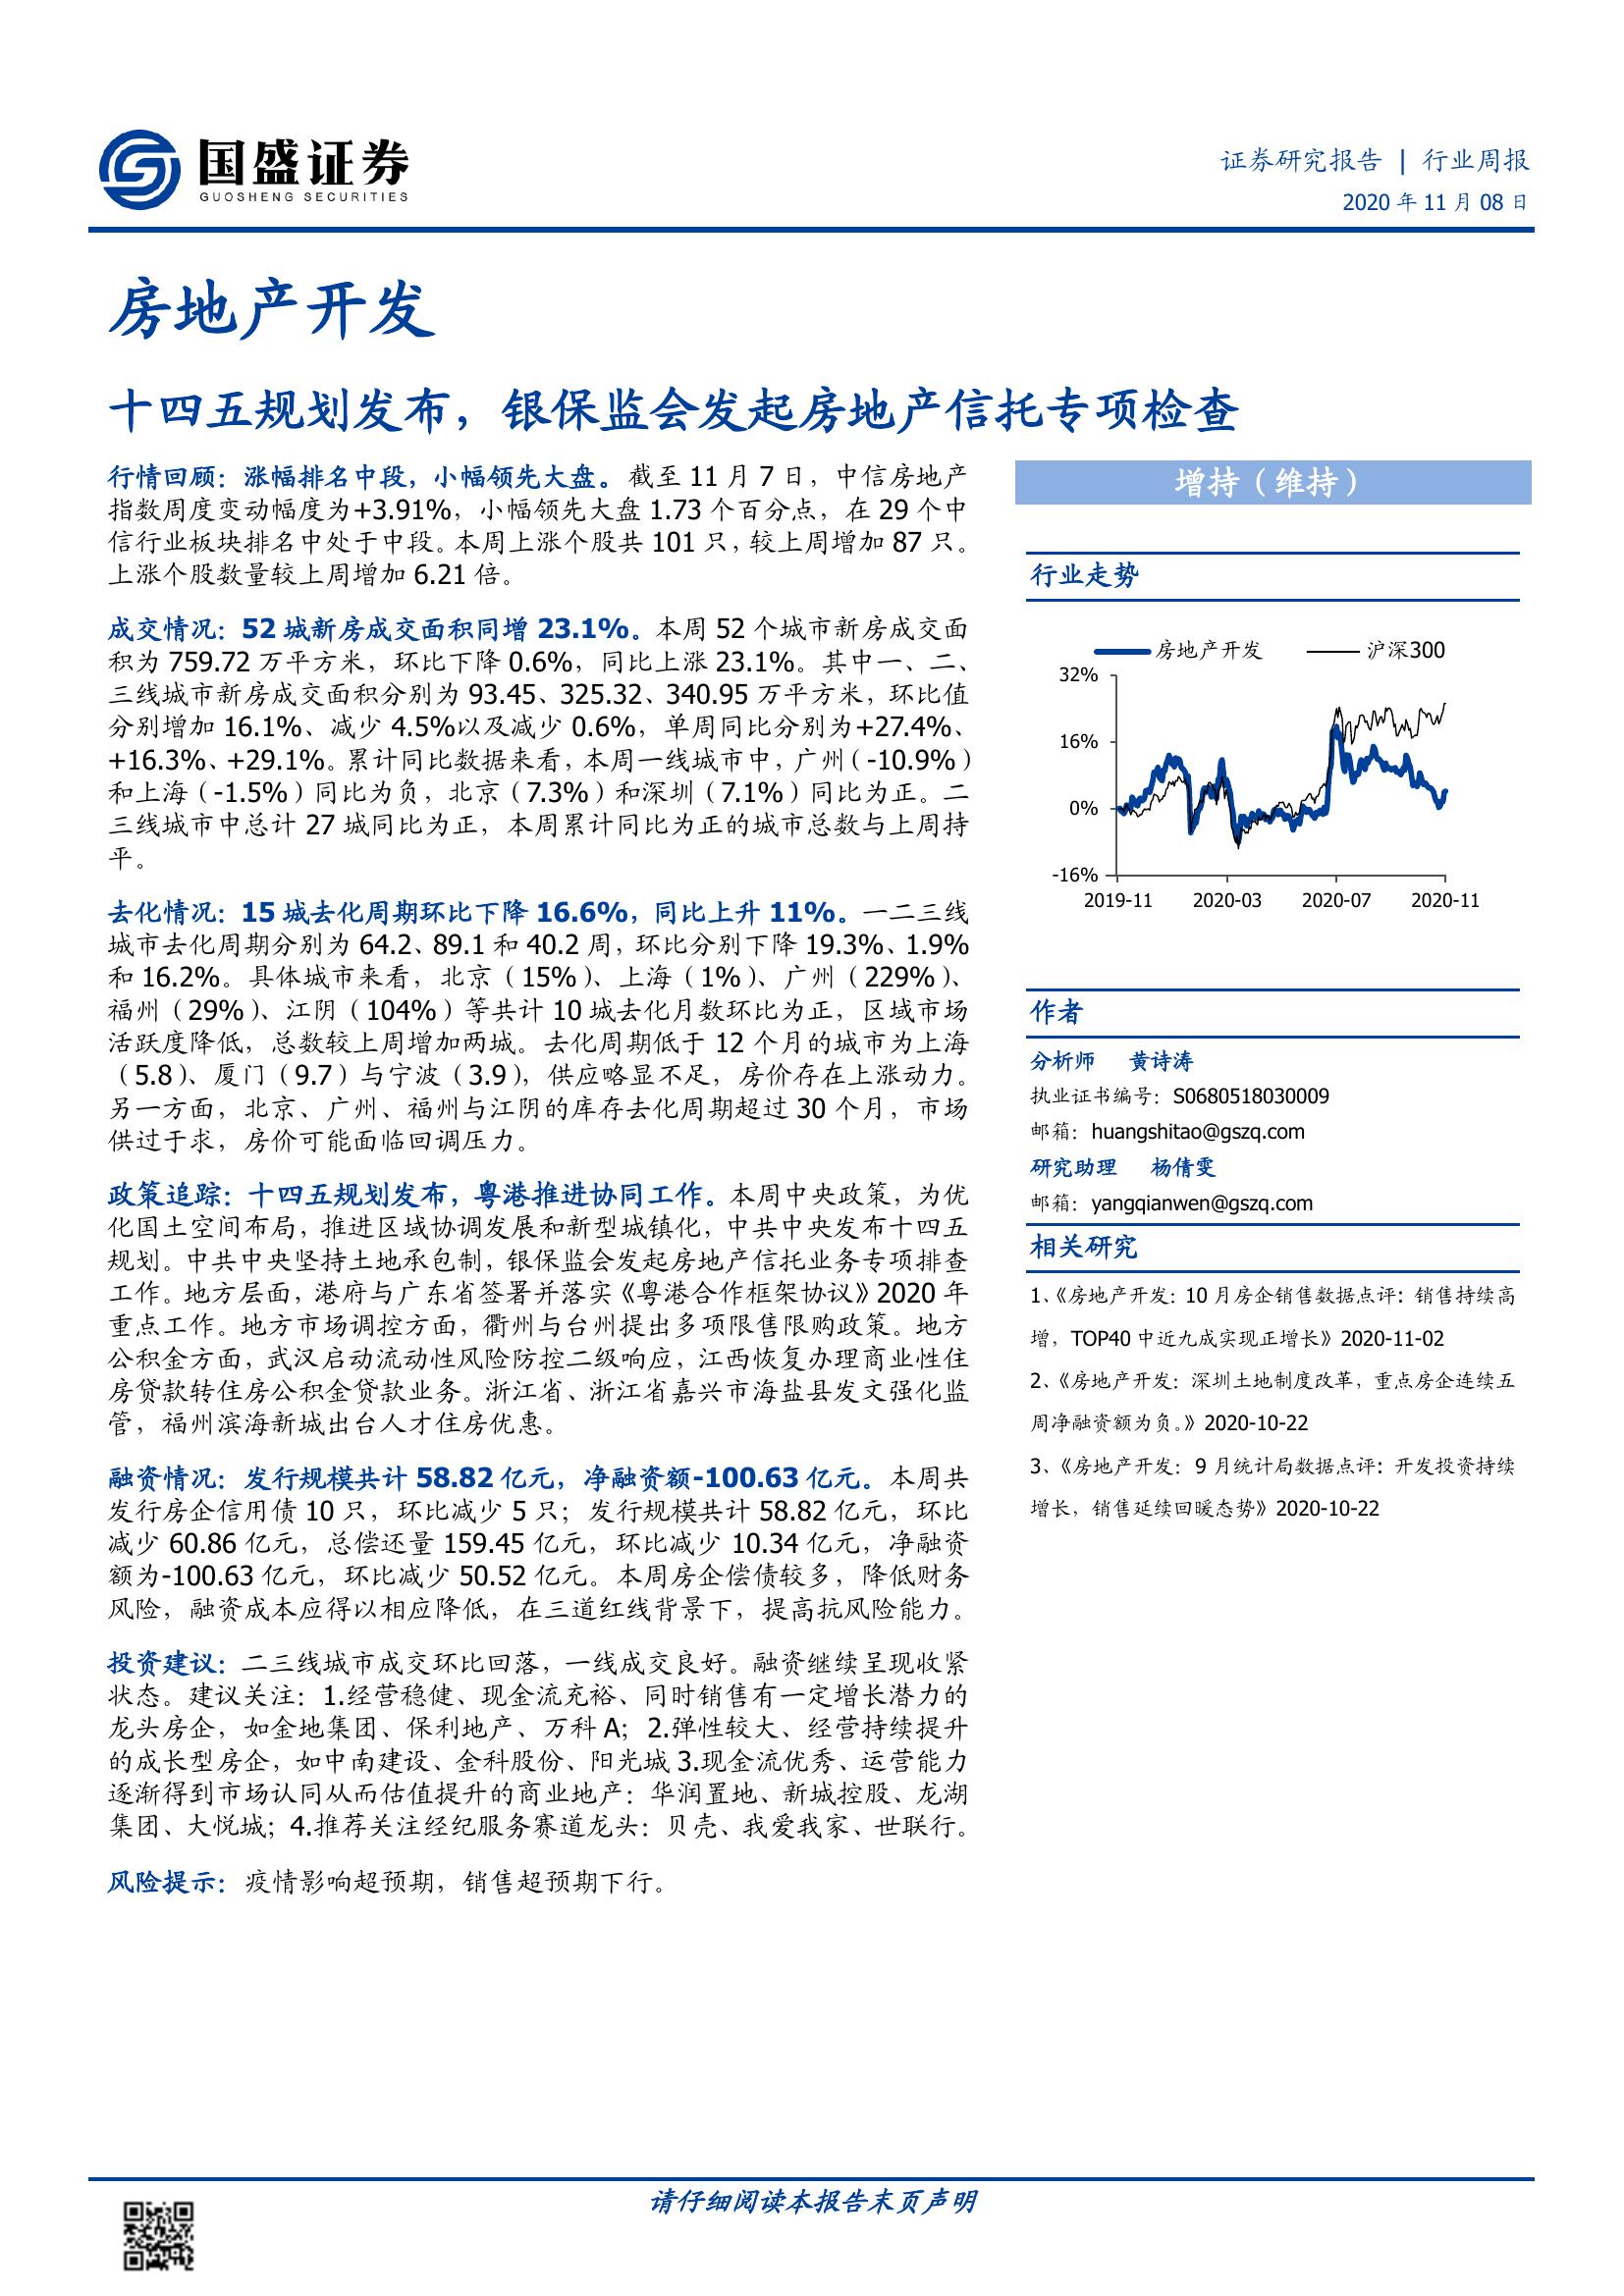 国盛证券
GUOSHENG SECURITIES
证券研究报告 | 行业周报
2020 年 11 月 08 日
房地产开发
十四五规划发布，银保监会发起房地产信托专项检查
行情回顾：涨幅排名中段，小幅领先大盘。截至 11 月 7 日，中信房地产
指数周度变动幅度为+3.91%，小幅领先大盘 1.73 个百分点，在 29 个中
信行业板块排名中处于中段。本周上涨个股共 101 只，较上周增加 87 只。
上涨个股数量较上周增加 6.21 倍。
成交情况：52 城新房成交面积同增 23.1%。本周 52 个城市新房成交面
积为 759.72 万平方米，环比下降 0.6%，同比上涨 23.1%。其中一、二、
三线城市新房成交面积分别为 93.45、325.32、340.95 万平方米，环比值
分别增加 16.1%、减少 4.5%以及减少 0.6%，单周同比分别为+27.4%、
+16.3%、+29.1%。累计同比数据来看，本周一线城市中，广州（-10.9%）
和上海（-1.5%）同比为负，北京（7.3%）和深圳（7.1%）同比为正。二
三线城市中总计 27 城同比为正，本周累计同比为正的城市总数与上周持
平。
去化情况：15 城去化周期环比下降 16.6%，同比上升 11%。一二三线
城市去化周期分别为 64.2、89.1 和 40.2 周，环比分别下降 19.3%、1.9%
和 16.2%。具体城市来看，北京（15%）、上海（1%）、广州（229%）、
福州（29%）、江阴（104%）等共计 10 城去化月数环比为正，区域市场
活跃度降低，总数较上周增加两城。去化周期低于 12 个月的城市为上海
（5.8）、厦门（9.7）与宁波（3.9），供应略显不足，房价存在上涨动力。
另一方面，北京、广州、福州与江阴的库存去化周期超过 30 个月，市场
供过于求，房价可能面临回调压力。
政策追踪：十四五规划发布，粤港推进协同工作。本周中央政策，为优
化国土空间布局，推进区域协调发展和新型城镇化，中共中央发布十四五
规划。中共中央坚持土地承包制，银保监会发起房地产信托业务专项排查
工作。地方层面，港府与广东省签署并落实《粤港合作框架协议》2020 年
重点工作。地方市场调控方面，衢州与台州提出多项限售限购政策。地方
公积金方面，武汉启动流动性风险防控二级响应，江西恢复办理商业性住
房贷款转住房公积金贷款业务。浙江省、浙江省嘉兴市海盐县发文强化监
管，福州滨海新城出台人才住房优惠。
融资情况：发行规模共计 58.82 亿元，净融资额-100.63 亿元。本周共
发行房企信用债 10 只，环比减少 5 只；发行规模共计 58.82 亿元，环比
减少 60.86 亿元，总偿还量 159.45 亿元，环比减少 10.34 亿元，净融资
额为-100.63 亿元，环比减少 50.52 亿元。本周房企偿债较多，降低财务
风险，融资成本应得以相应降低，在三道红线背景下，提高抗风险能力。
投资建议：二三线城市成交环比回落，一线成交良好。融资继续呈现收紧
状态。建议关注：1.经营稳健、现金流充裕、同时销售有一定增长潜力的
龙头房企，如金地集团、保利地产、万科 A；2.弹性较大、经营持续提升
的成长型房企，如中南建设、金科股份、阳光城 3.现金流优秀、运营能力
逐渐得到市场认同从而估值提升的商业地产：华润置地、新城控股、龙湖
集团、大悦城；4.推荐关注经纪服务赛道龙头：贝壳、我爱我家、世联行。
风险提示：疫情影响超预期，销售超预期下行。
增持（维持）
行业走势
房地产开发 沪深300
32%
16%
0%
-16%
2019-11 2020-03 2020-07 2020-11
作者
分析师 黄诗涛
执业证书编号：S0680518030009
邮箱：huangshitao@gszq.com
研究助理 杨倩雯
邮箱：yangqianwen@gszq.com
相关研究
1、《房地产开发：10 月房企销售数据点评：销售持续高
增，TOP40 中近九成实现正增长》2020-11-02
2、《房地产开发：深圳土地制度改革，重点房企连续五
周净融资额为负。》2020-10-22
3、《房地产开发：9 月统计局数据点评：开发投资持续
增长，销售延续回暖态势》2020-10-22
请仔细阅读本报告末页声明